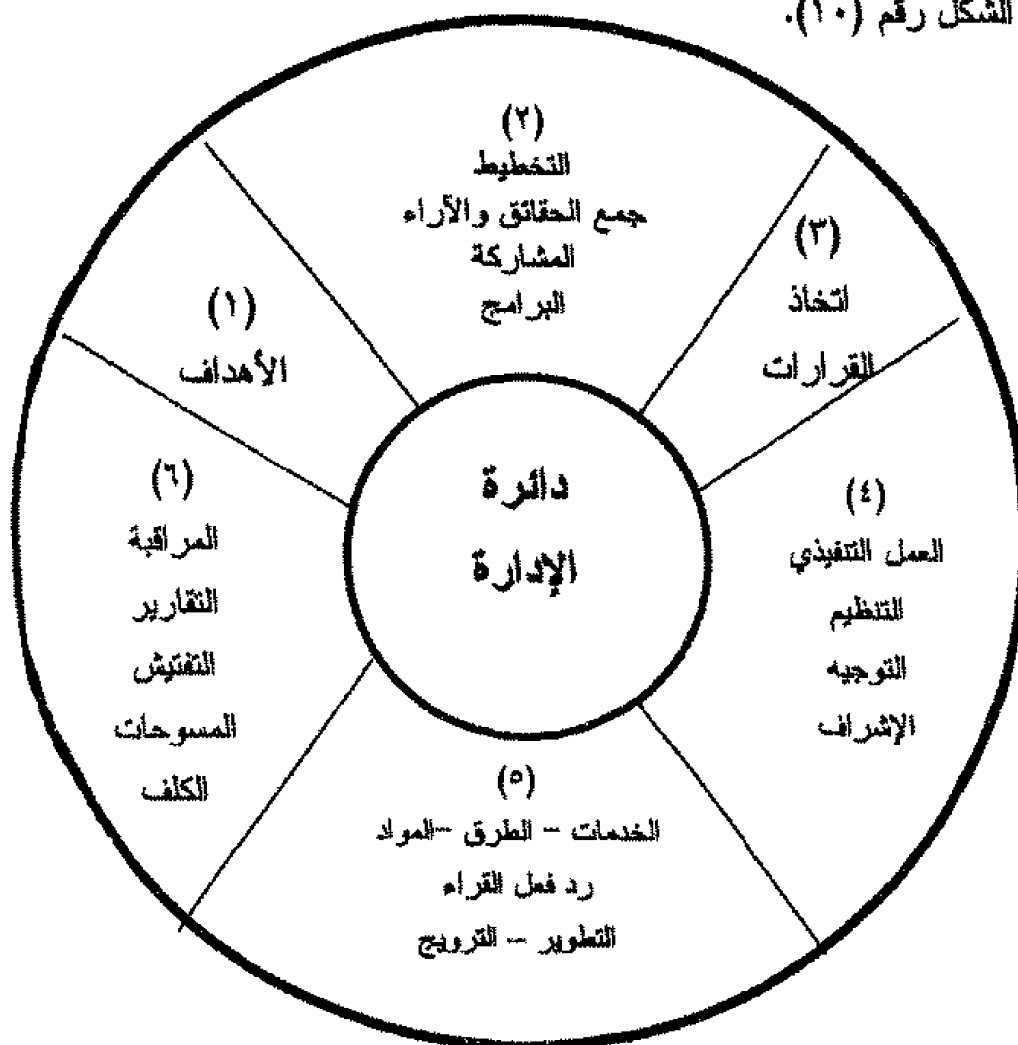 الشكل رقم (١٠).
(١)
الأهداف
(٢)
التخطيط
جمع الحقائق والآراء
المشاركة
البرامج
(٣)
اتخاذ
القرارات
(٤)
العمل التنفيذي
التنظيم
التوجيه
الإشراف
(٥)
الخدمات – الطرق –المواد
رد فعل القراء
التطوير – الترويج
(٦)
المراقبة
التقارير
التفتيش
المسوحات
الكلف
دائرة
الإدارة